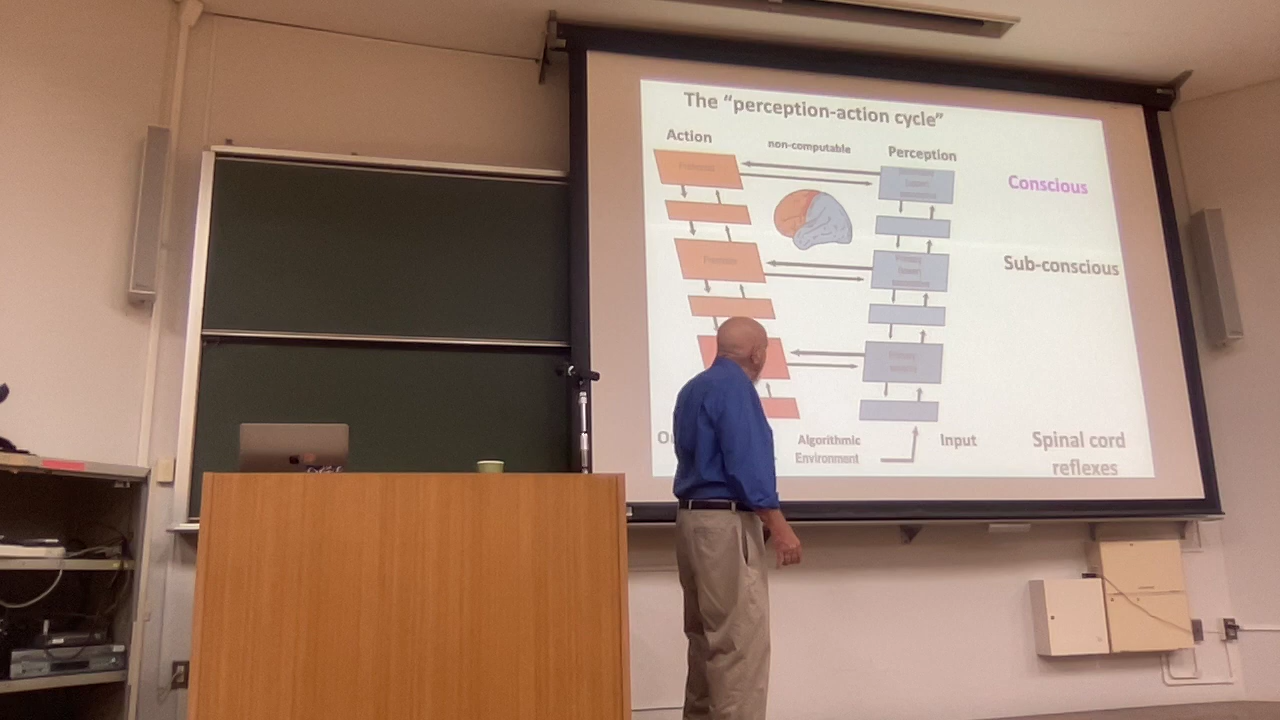 The "perception-action cycle"
Action
non-computable
Perception
Conscious
Sub-conscious
Algorithmic
Environment
Input
Spinal cord
reflexes